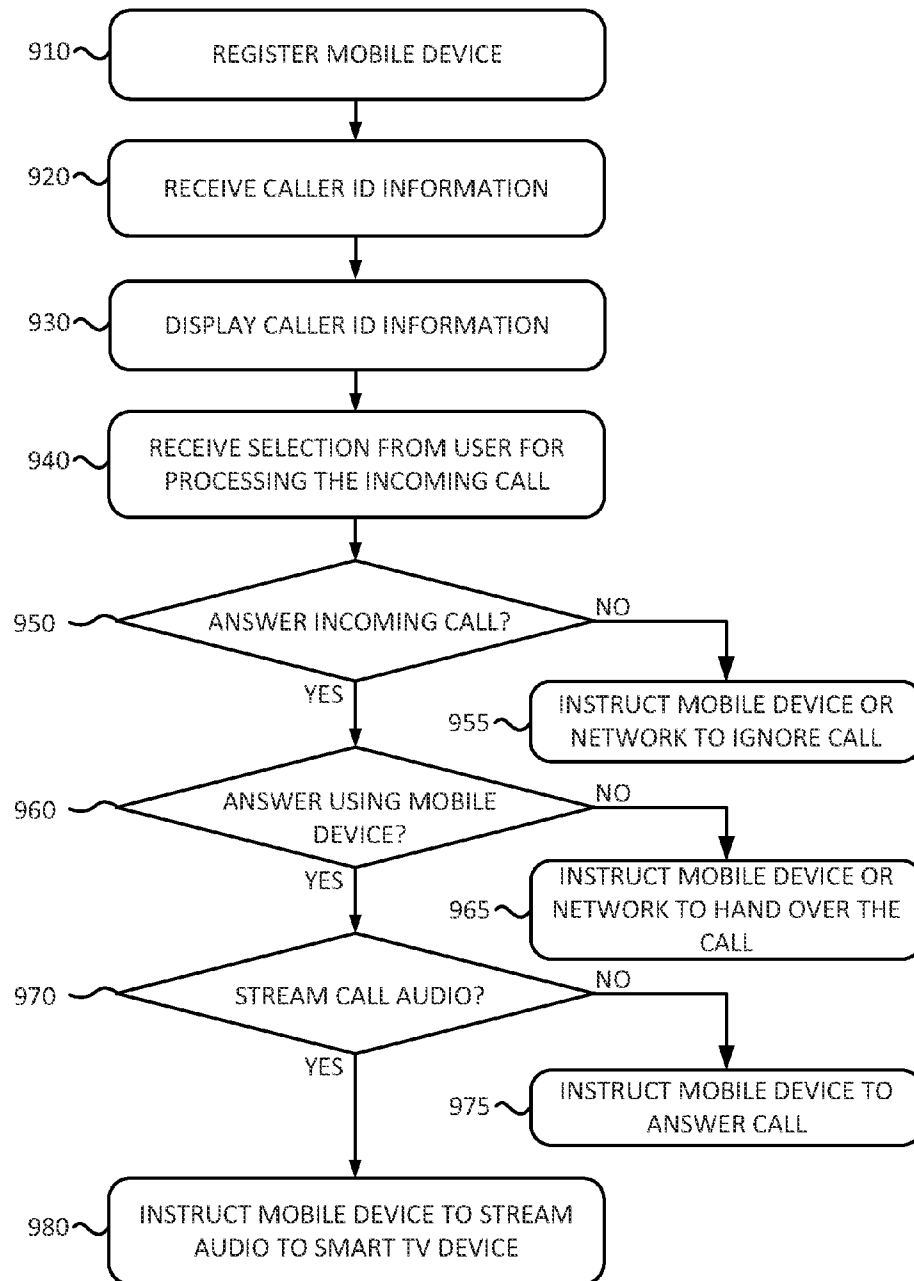 910
REGISTER MOBILE DEVICE
920
RECEIVE CALLER ID INFORMATION
930
DISPLAY CALLER ID INFORMATION
940
RECEIVE SELECTION FROM USER FOR
PROCESSING THE INCOMING CALL
950
ANSWER INCOMING CALL?
NO
YES
955
INSTRUCT MOBILE DEVICE OR
NETWORK TO IGNORE CALL
960
ANSWER USING MOBILE
DEVICE?
NO
YES
965
INSTRUCT MOBILE DEVICE OR
NETWORK TO HAND OVER THE
CALL
970
STREAM CALL AUDIO?
NO
YES
975
INSTRUCT MOBILE DEVICE TO
ANSWER CALL
980
INSTRUCT MOBILE DEVICE TO STREAM
AUDIO TO SMART TV DEVICE